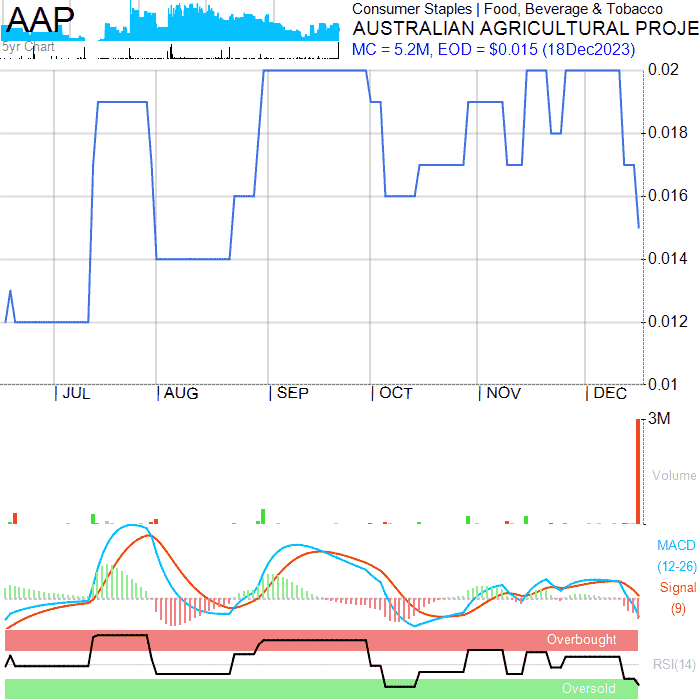 AAP
5yr Chart
Consumer Staples | Food, Beverage & Tobacco
AUSTRALIAN AGRICULTURAL PROJE
MC = 5.2M, EOD = $0.015 (18Dec2023)
0.02
0.018
0.016
0.014
0.012
0.01
| JUL | AUG | SEP | OCT | NOV | DEC
3M
Volume
MACD
(12-26)
Signal
(9)
Overbought
RSI(14)
Oversold